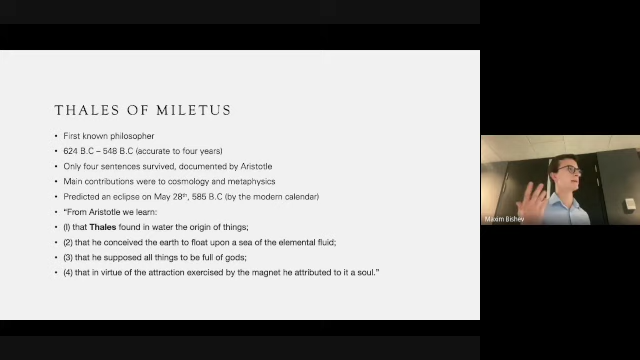 THALES OF MILETUS
• First known philosopher
• 624 B.C – 548 B.C (accurate to four years)
• Only four sentences survived, documented by Aristotle
• Main contributions were to cosmology and metaphysics
• Predicted an eclipse on May 28th, 585 B.C (by the modern calendar)
• "From Aristotle we learn:
• (l) that Thales found in water the origin of things;
• (2) that he conceived the earth to float upon a sea of the elemental fluid;
• (3) that he supposed all things to be full of gods;
• (4) that in virtue of the attraction exercised by the magnet he attributed to it a soul."
Maxim Bishev